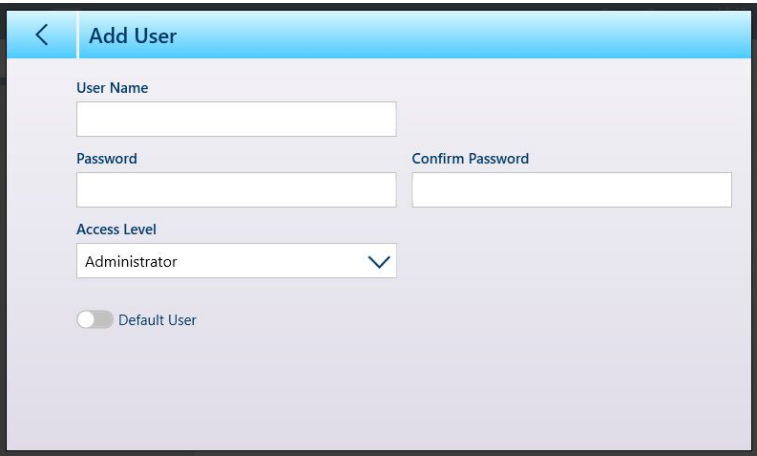 Add User
User Name
Password
Confirm Password
Access Level
Administrator
Default User